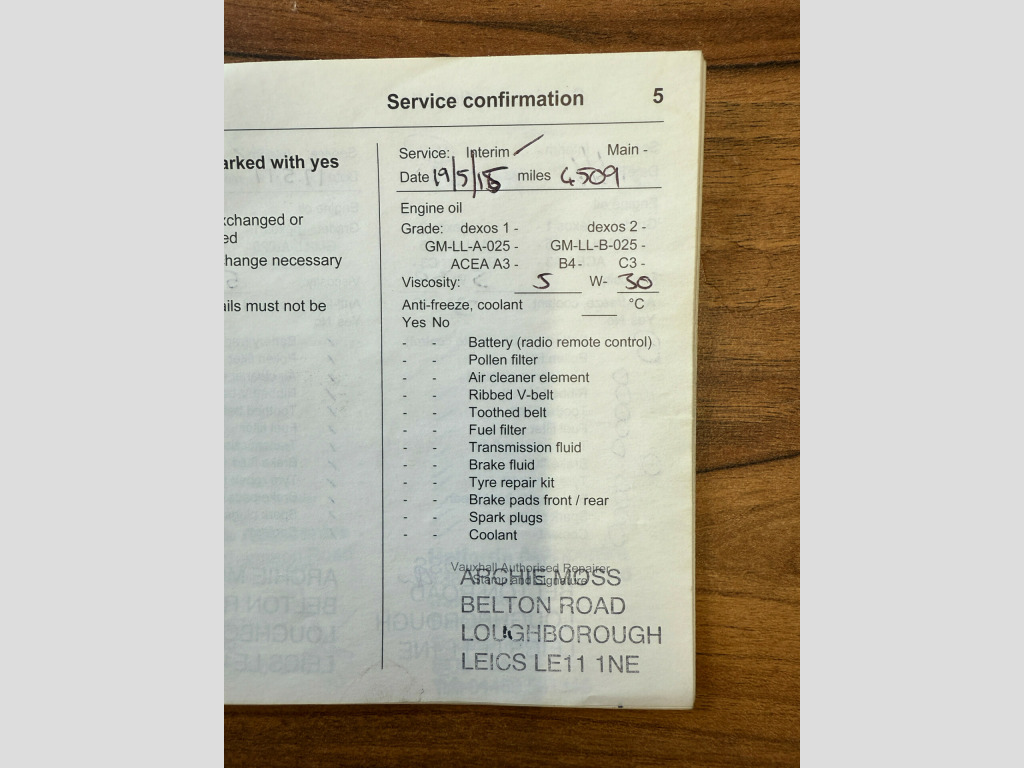 Service confirmation 5
arked with yes
changed or
ed
hange necessary
ails must not be
Service: Interim Main -
Date 19/5/15 miles 4509
Engine oil
Grade: dexos 1 - dexos 2 -
GM-LL-A-025 - GM-LL-B-025 -
ACEA A3 - B4 - C3 -
Viscosity: 5 W- 30
Anti-freeze, coolant °C
Yes No
- - Battery (radio remote control)
- - Pollen filter
- - Air cleaner element
- - Ribbed V-belt
- - Toothed belt
- - Fuel filter
- - Transmission fluid
- - Brake fluid
- - Tyre repair kit
- - Brake pads front / rear
- - Spark plugs
- - Coolant
Vauxhall Authorised Repairer
Stamp and Signature
ARCHIE MOSS
BELTON ROAD
LOUGHBOROUGH
LEICS LE11 1NE